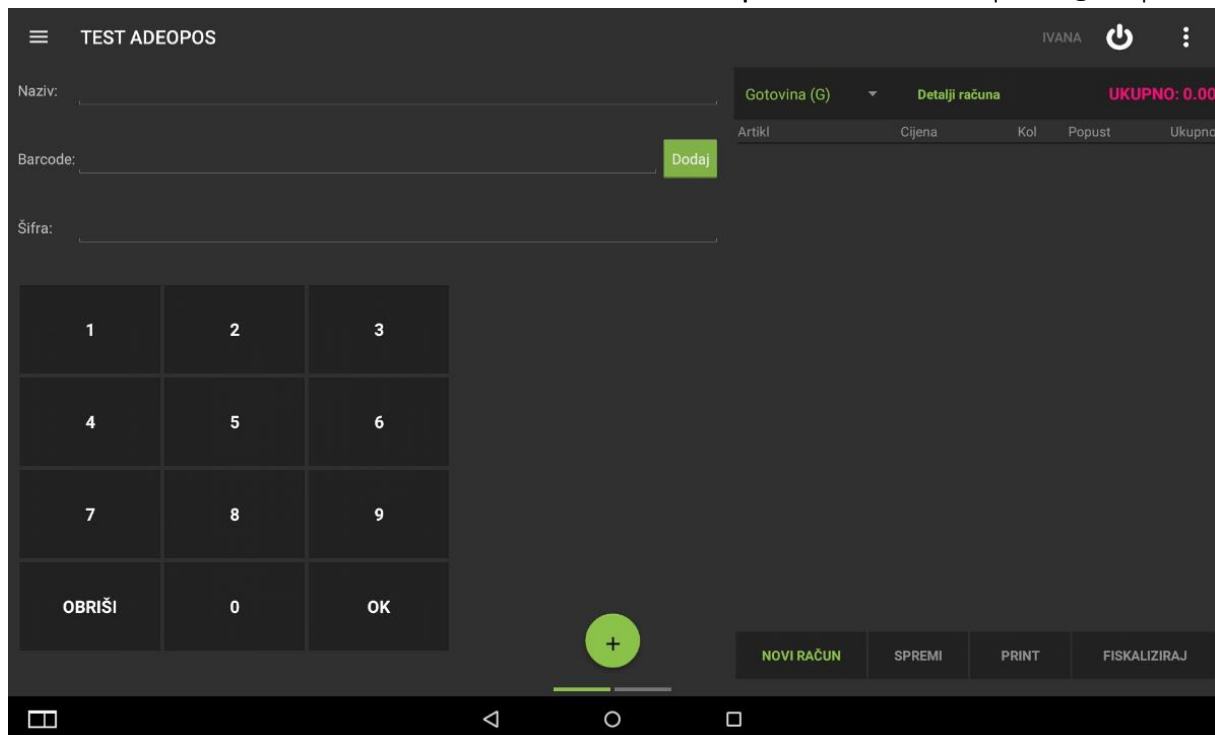 TEST ADEOPOS
IVANA
Naziv:
Barcode:
Dodaj
Šifra:
1 2 3
4 5 6
7 8 9
OBRIŠI 0 OK
+
Gotovina (G) Detalji računa UKUPNO: 0.00
Artikl Cijena Kol Popust Ukupno
NOVI RAČUN SPREMI PRINT FISKALIZIRAJ